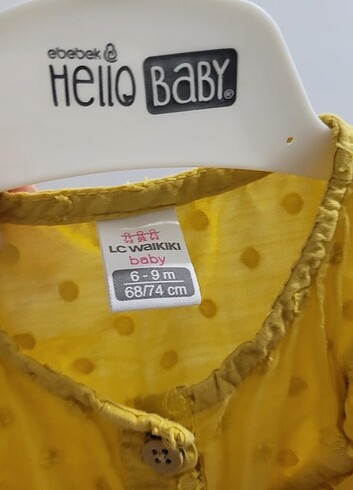 ebebek
Hello BABY®
LC WAIKIKI
baby
6 - 9 m
68/74 cm